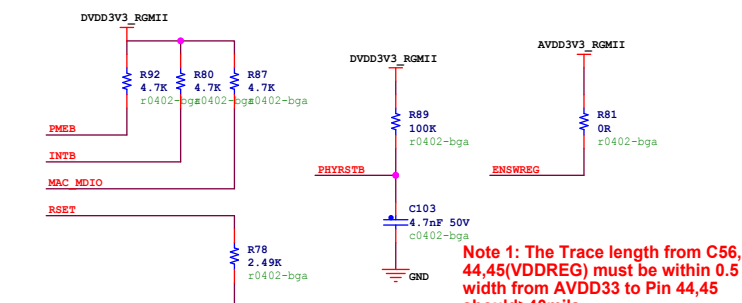 DVDD3V3_RGMII
R92
4.7K
r0402-bga
R80
4.7K
r0402-bga
R87
4.7K
r0402-bga
PMEB
INTB
MAC_MDIO
RSET
R78
2.49K
r0402-bga
DVDD3V3_RGMII
R89
100K
r0402-bga
PHYRSTB
C103
4.7nF 50V
c0402-bga
GND
AVDD3V3_RGMII
R81
0R
r0402-bga
ENSWREG
Note 1: The Trace length from C56,
44,45(VDDREG) must be within 0.5
width from AVDD33 to Pin 44,45